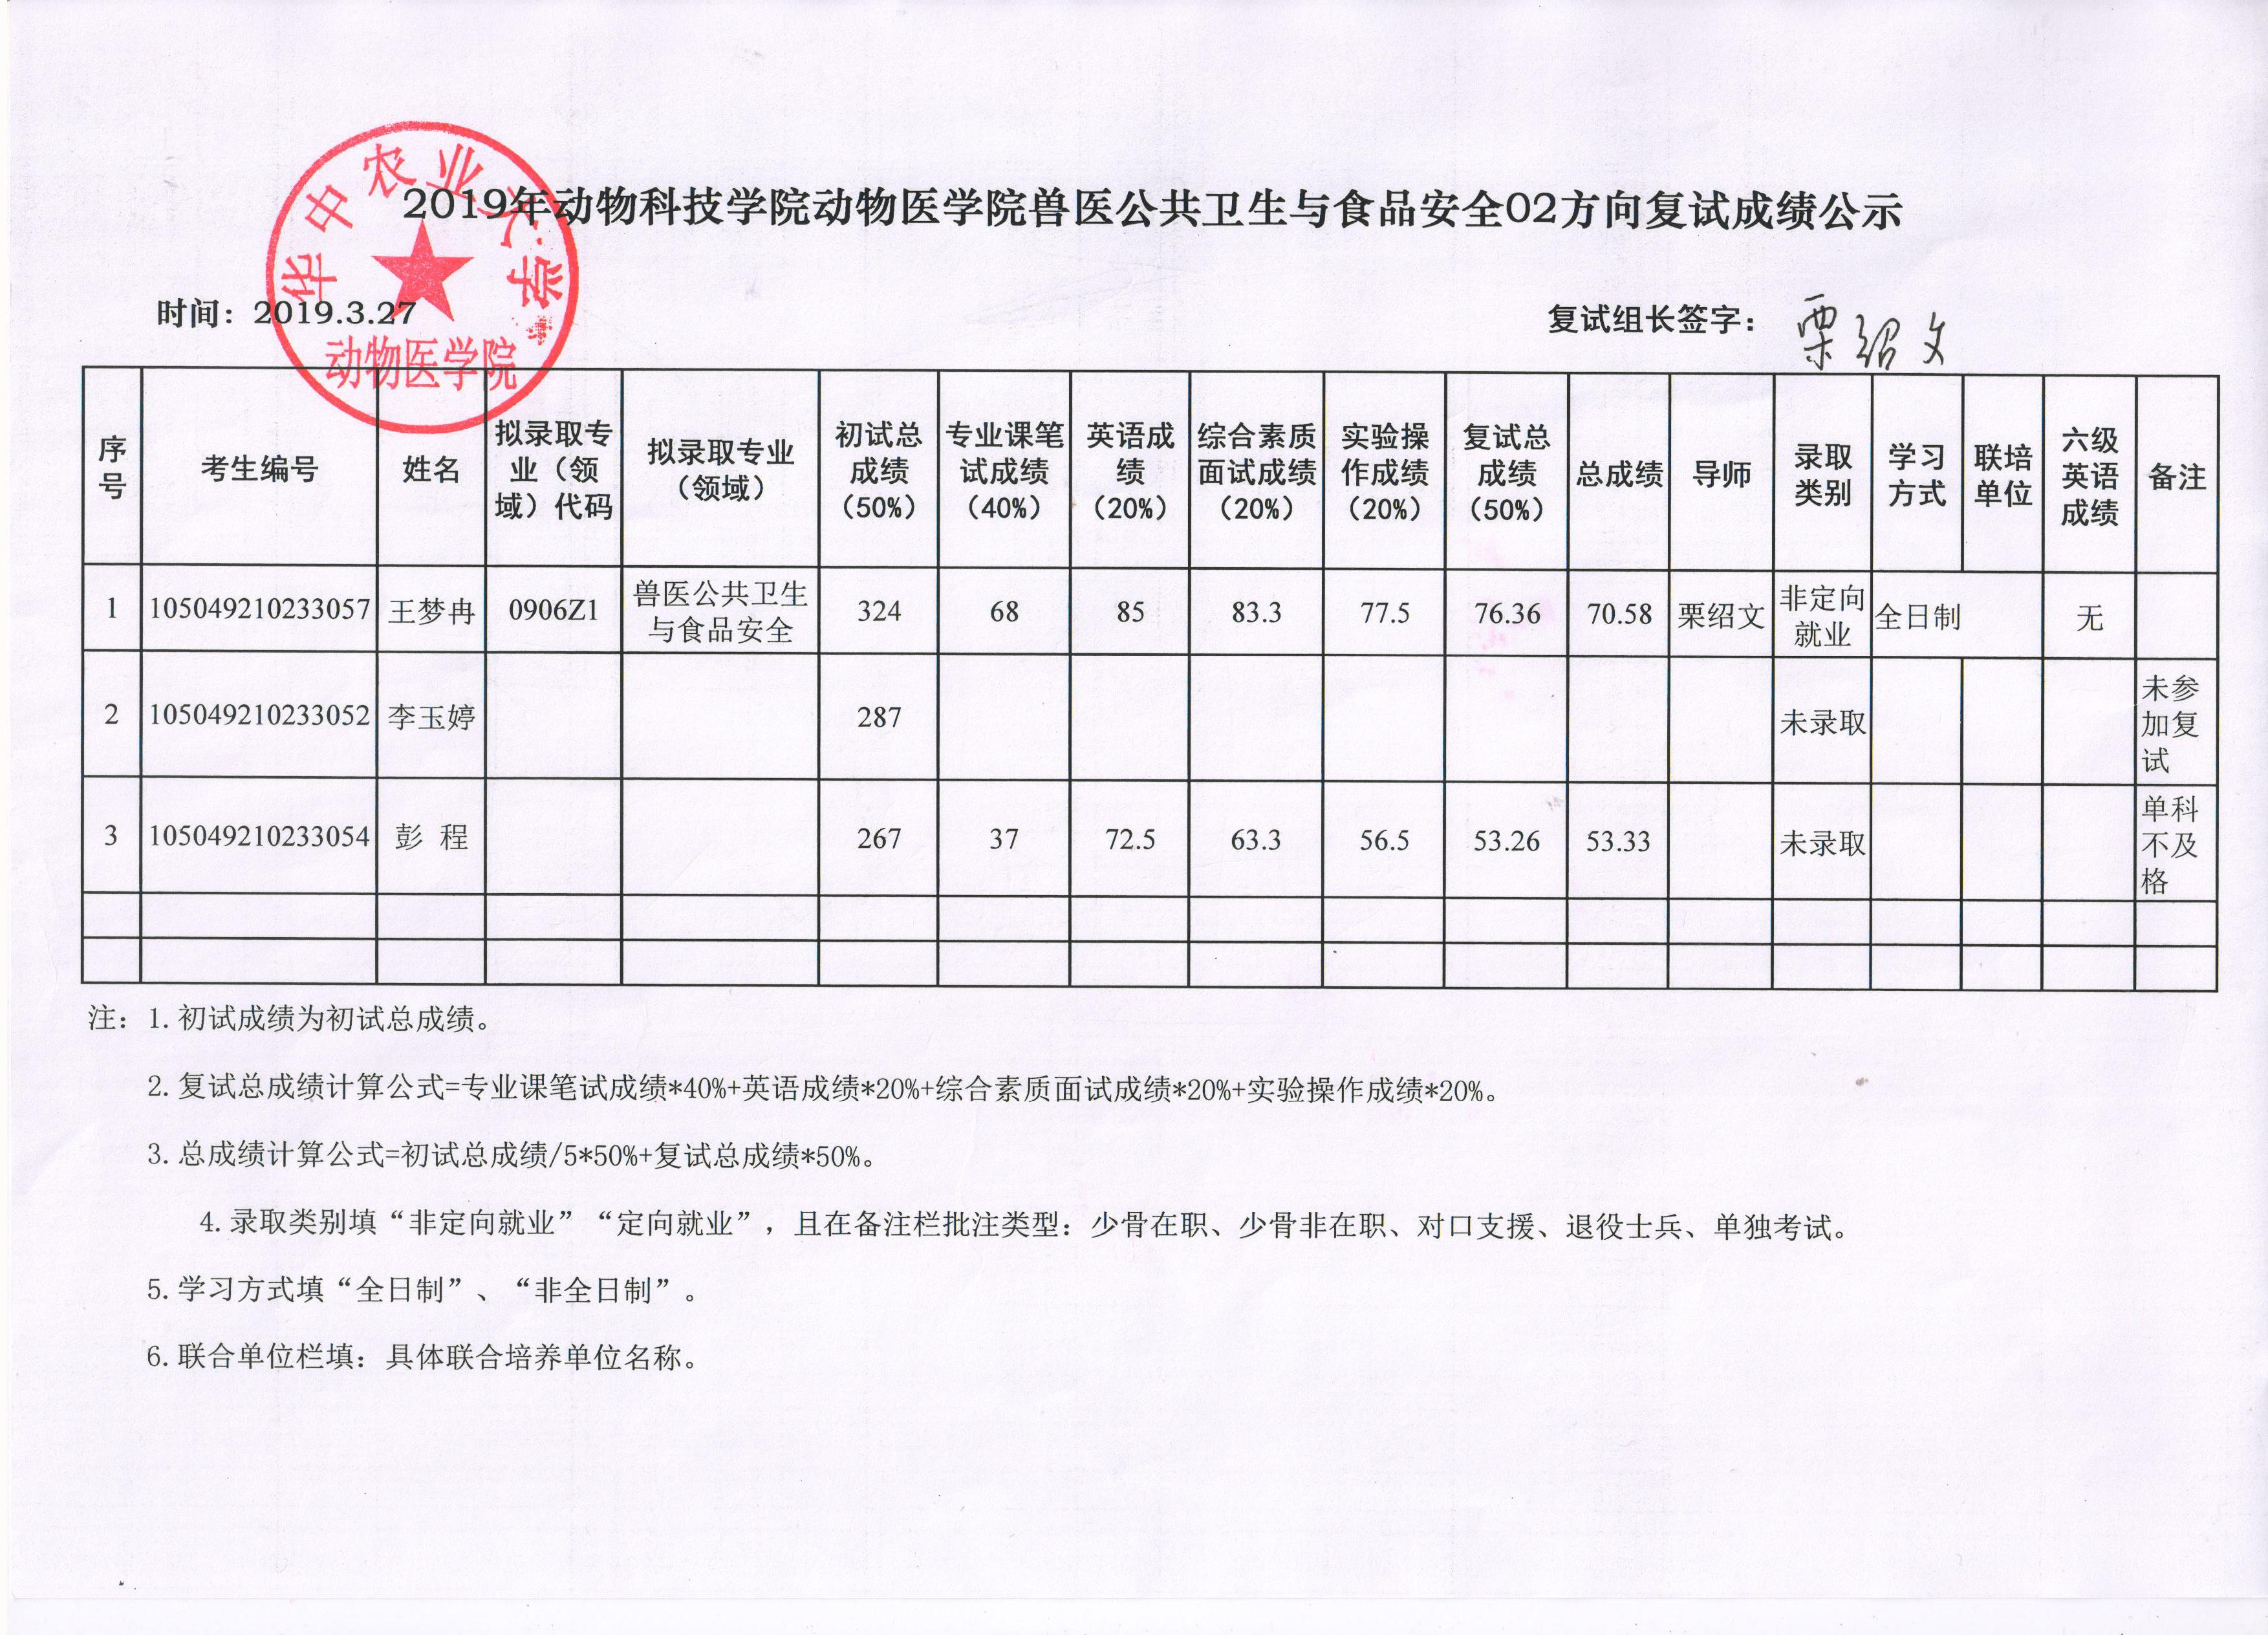 华中农业大学
动物医学院
2019年动物科技学院动物医学院兽医公共卫生与食品安全02方向复试成绩公示
时间：2019.3.27 复试组长签字： 栗绍文
序号 考生编号 姓名 拟录取专业（领域）代码 拟录取专业（领域） 初试总成绩（50%） 专业课笔试成绩（40%） 英语成绩（20%） 综合素质面试成绩（20%） 实验操作成绩（20%） 复试总成绩（50%） 总成绩 导师 录取类别 学习方式 联培单位 六级英语成绩 备注
1 105049210233057 王梦冉 0906Z1 兽医公共卫生与食品安全 324 68 85 83.3 77.5 76.36 70.58 栗绍文 非定向就业 全日制 无
2 105049210233052 李玉婷 287 未录取 未参加复试
3 105049210233054 彭 程 267 37 72.5 63.3 56.5 53.26 53.33 未录取 单科不及格
注：1.初试成绩为初试总成绩。
2.复试总成绩计算公式=专业课笔试成绩*40%+英语成绩*20%+综合素质面试成绩*20%+实验操作成绩*20%。
3.总成绩计算公式=初试总成绩/5*50%+复试总成绩*50%。
4.录取类别填“非定向就业”“定向就业”，且在备注栏批注类型：少骨在职、少骨非在职、对口支援、退役士兵、单独考试。
5.学习方式填“全日制”、“非全日制”。
6.联合单位栏填：具体联合培养单位名称。